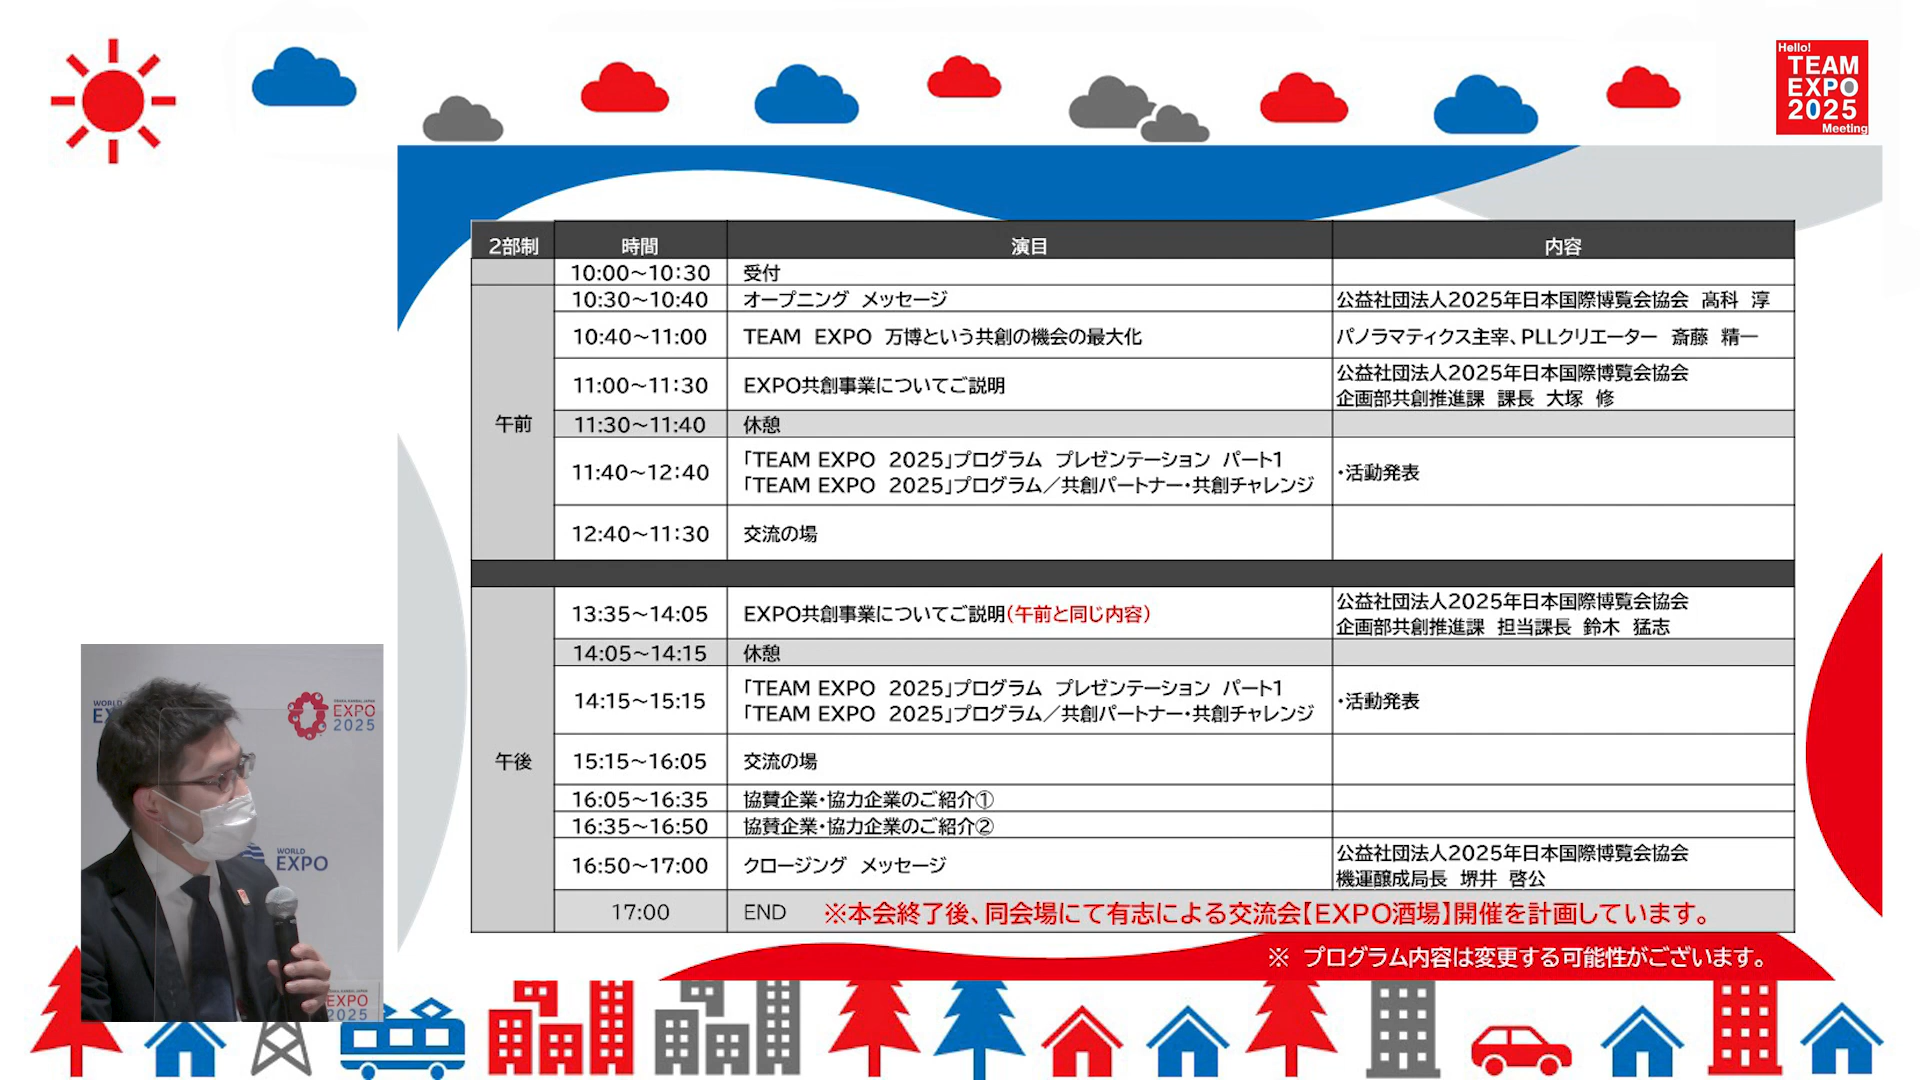 Hello!
TEAM
EXPO
2025
Meeting
2部制 時間 演目 内容
10:00～10:30 受付
午前
10:30～10:40 オープニング メッセージ 公益社団法人2025年日本国際博覧会協会 髙科 淳
10:40～11:00 TEAM EXPO 万博という共創の機会の最大化 パノラマティクス主宰、PLLクリエーター 斎藤 精一
11:00～11:30 EXPO共創事業についてご説明 公益社団法人2025年日本国際博覧会協会
企画部共創推進課 課長 大塚 修
11:30～11:40 休憩
11:40～12:40 「TEAM EXPO 2025」プログラム プレゼンテーション パート1
「TEAM EXPO 2025」プログラム／共創パートナー・共創チャレンジ ・活動発表
12:40～11:30 交流の場
午後
13:35～14:05 EXPO共創事業についてご説明(午前と同じ内容) 公益社団法人2025年日本国際博覧会協会
企画部共創推進課 担当課長 鈴木 猛志
14:05～14:15 休憩
14:15～15:15 「TEAM EXPO 2025」プログラム プレゼンテーション パート1
「TEAM EXPO 2025」プログラム／共創パートナー・共創チャレンジ ・活動発表
15:15～16:05 交流の場
16:05～16:35 協賛企業・協力企業のご紹介①
16:35～16:50 協賛企業・協力企業のご紹介②
16:50～17:00 クロージング メッセージ 公益社団法人2025年日本国際博覧会協会
機運醸成局長 堺井 啓公
17:00 END ※本会終了後、同会場にて有志による交流会【EXPO酒場】開催を計画しています。
※ プログラム内容は変更する可能性がございます。
WORLD
EX
EXPO
2025
WORLD
EXPO
EXPO
2025